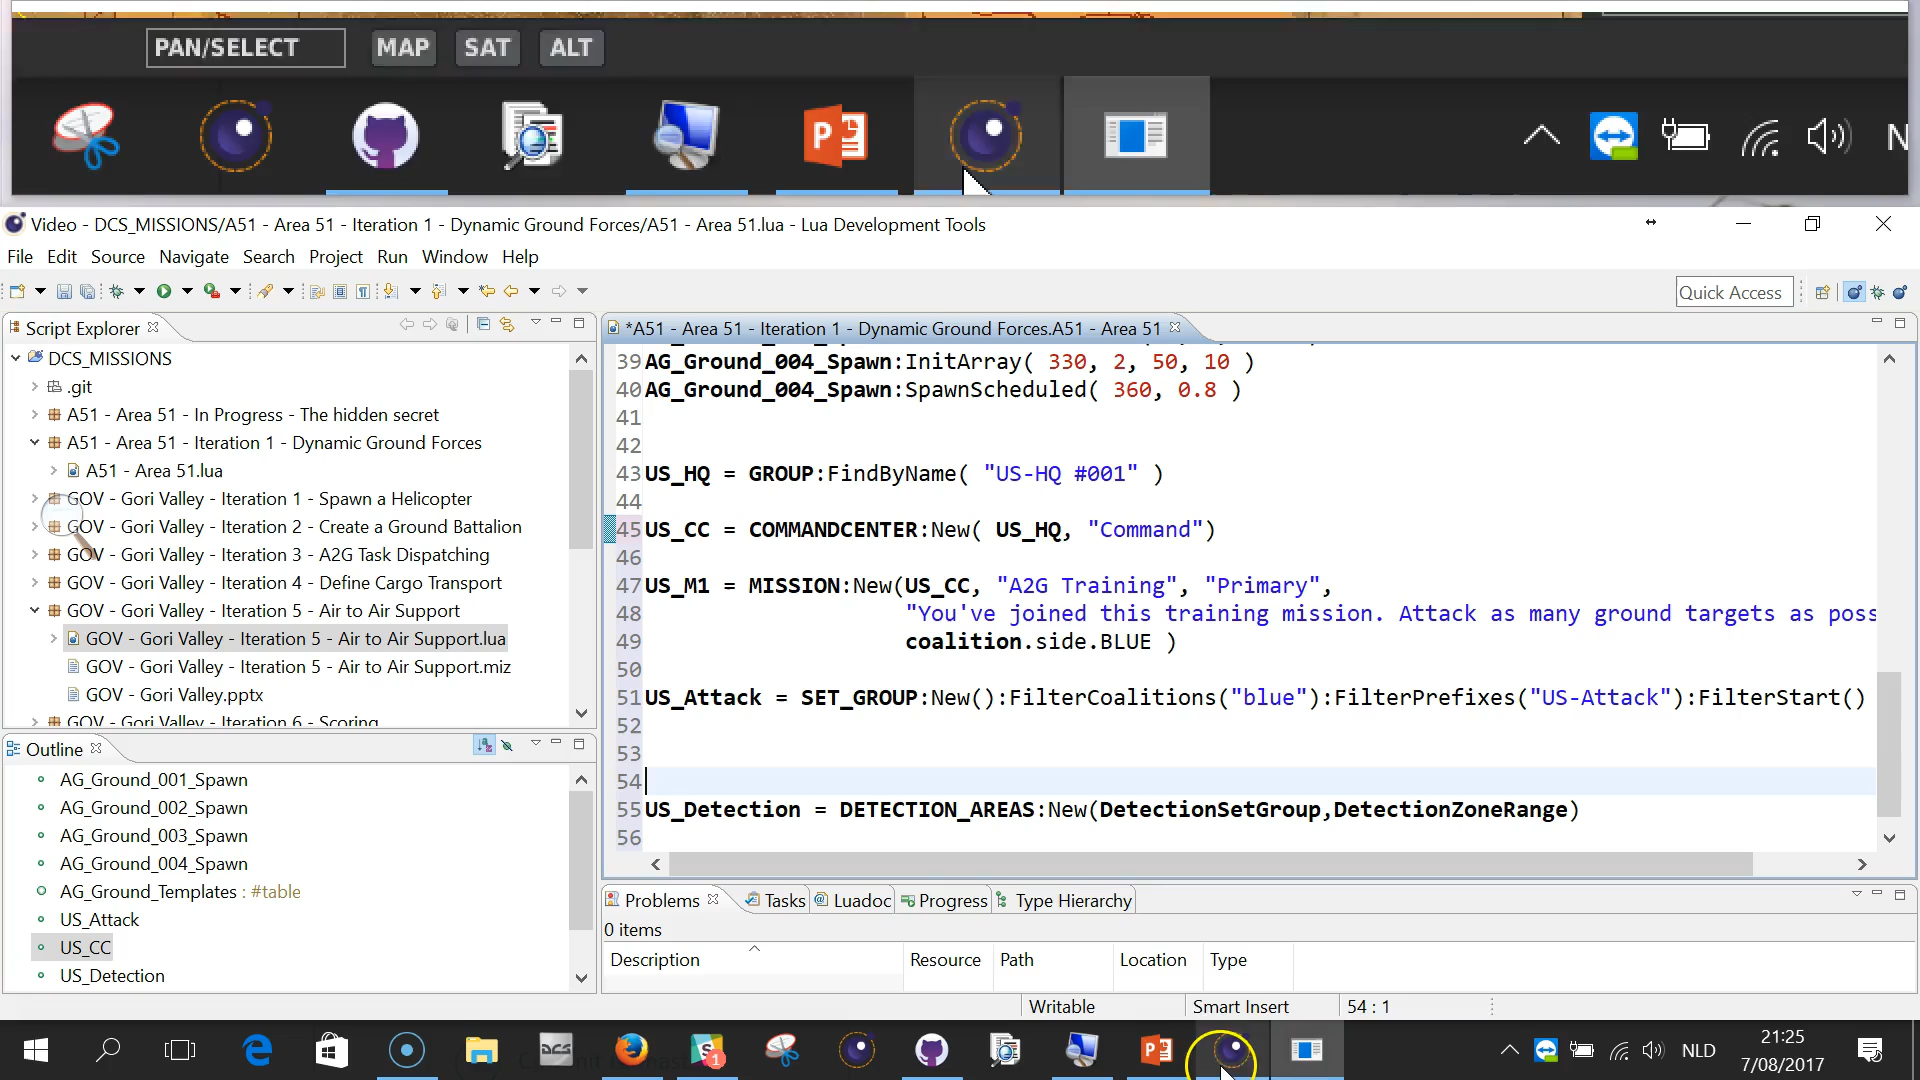 PAN/SELECT MAP SAT ALT
N
Video - DCS_MISSIONS/A51 - Area 51 - Iteration 1 - Dynamic Ground Forces/A51 - Area 51.lua - Lua Development Tools
File Edit Source Navigate Search Project Run Window Help
Quick Access
Script Explorer
DCS_MISSIONS
.git
A51 - Area 51 - In Progress - The hidden secret
A51 - Area 51 - Iteration 1 - Dynamic Ground Forces
A51 - Area 51.lua
GOV - Gori Valley - Iteration 1 - Spawn a Helicopter
GOV - Gori Valley - Iteration 2 - Create a Ground Battalion
GOV - Gori Valley - Iteration 3 - A2G Task Dispatching
GOV - Gori Valley - Iteration 4 - Define Cargo Transport
GOV - Gori Valley - Iteration 5 - Air to Air Support
GOV - Gori Valley - Iteration 5 - Air to Air Support.lua
GOV - Gori Valley - Iteration 5 - Air to Air Support.miz
GOV - Gori Valley.pptx
GOV - Gori Valley - Iteration 6 - Scoring
Outline
AG_Ground_001_Spawn
AG_Ground_002_Spawn
AG_Ground_003_Spawn
AG_Ground_004_Spawn
AG_Ground_Templates : #table
US_Attack
US_CC
US_Detection
*A51 - Area 51 - Iteration 1 - Dynamic Ground Forces.A51 - Area 51
39 AG_Ground_004_Spawn:InitArray( 330, 2, 50, 10 )
40 AG_Ground_004_Spawn:SpawnScheduled( 360, 0.8 )
41
42
43 US_HQ = GROUP:FindByName( "US-HQ #001" )
44
45 US_CC = COMMANDCENTER:New( US_HQ, "Command")
46
47 US_M1 = MISSION:New(US_CC, "A2G Training", "Primary",
48 "You've joined this training mission. Attack as many ground targets as poss
49 coalition.side.BLUE )
50
51 US_Attack = SET_GROUP:New():FilterCoalitions("blue"):FilterPrefixes("US-Attack"):FilterStart()
52
53
54
55 US_Detection = DETECTION_AREAS:New(DetectionSetGroup,DetectionZoneRange)
56
Problems Tasks Luadoc Progress Type Hierarchy
0 items
Description Resource Path Location Type
Writable Smart Insert 54 : 1
DCS 1 NLD 21:25
7/08/2017